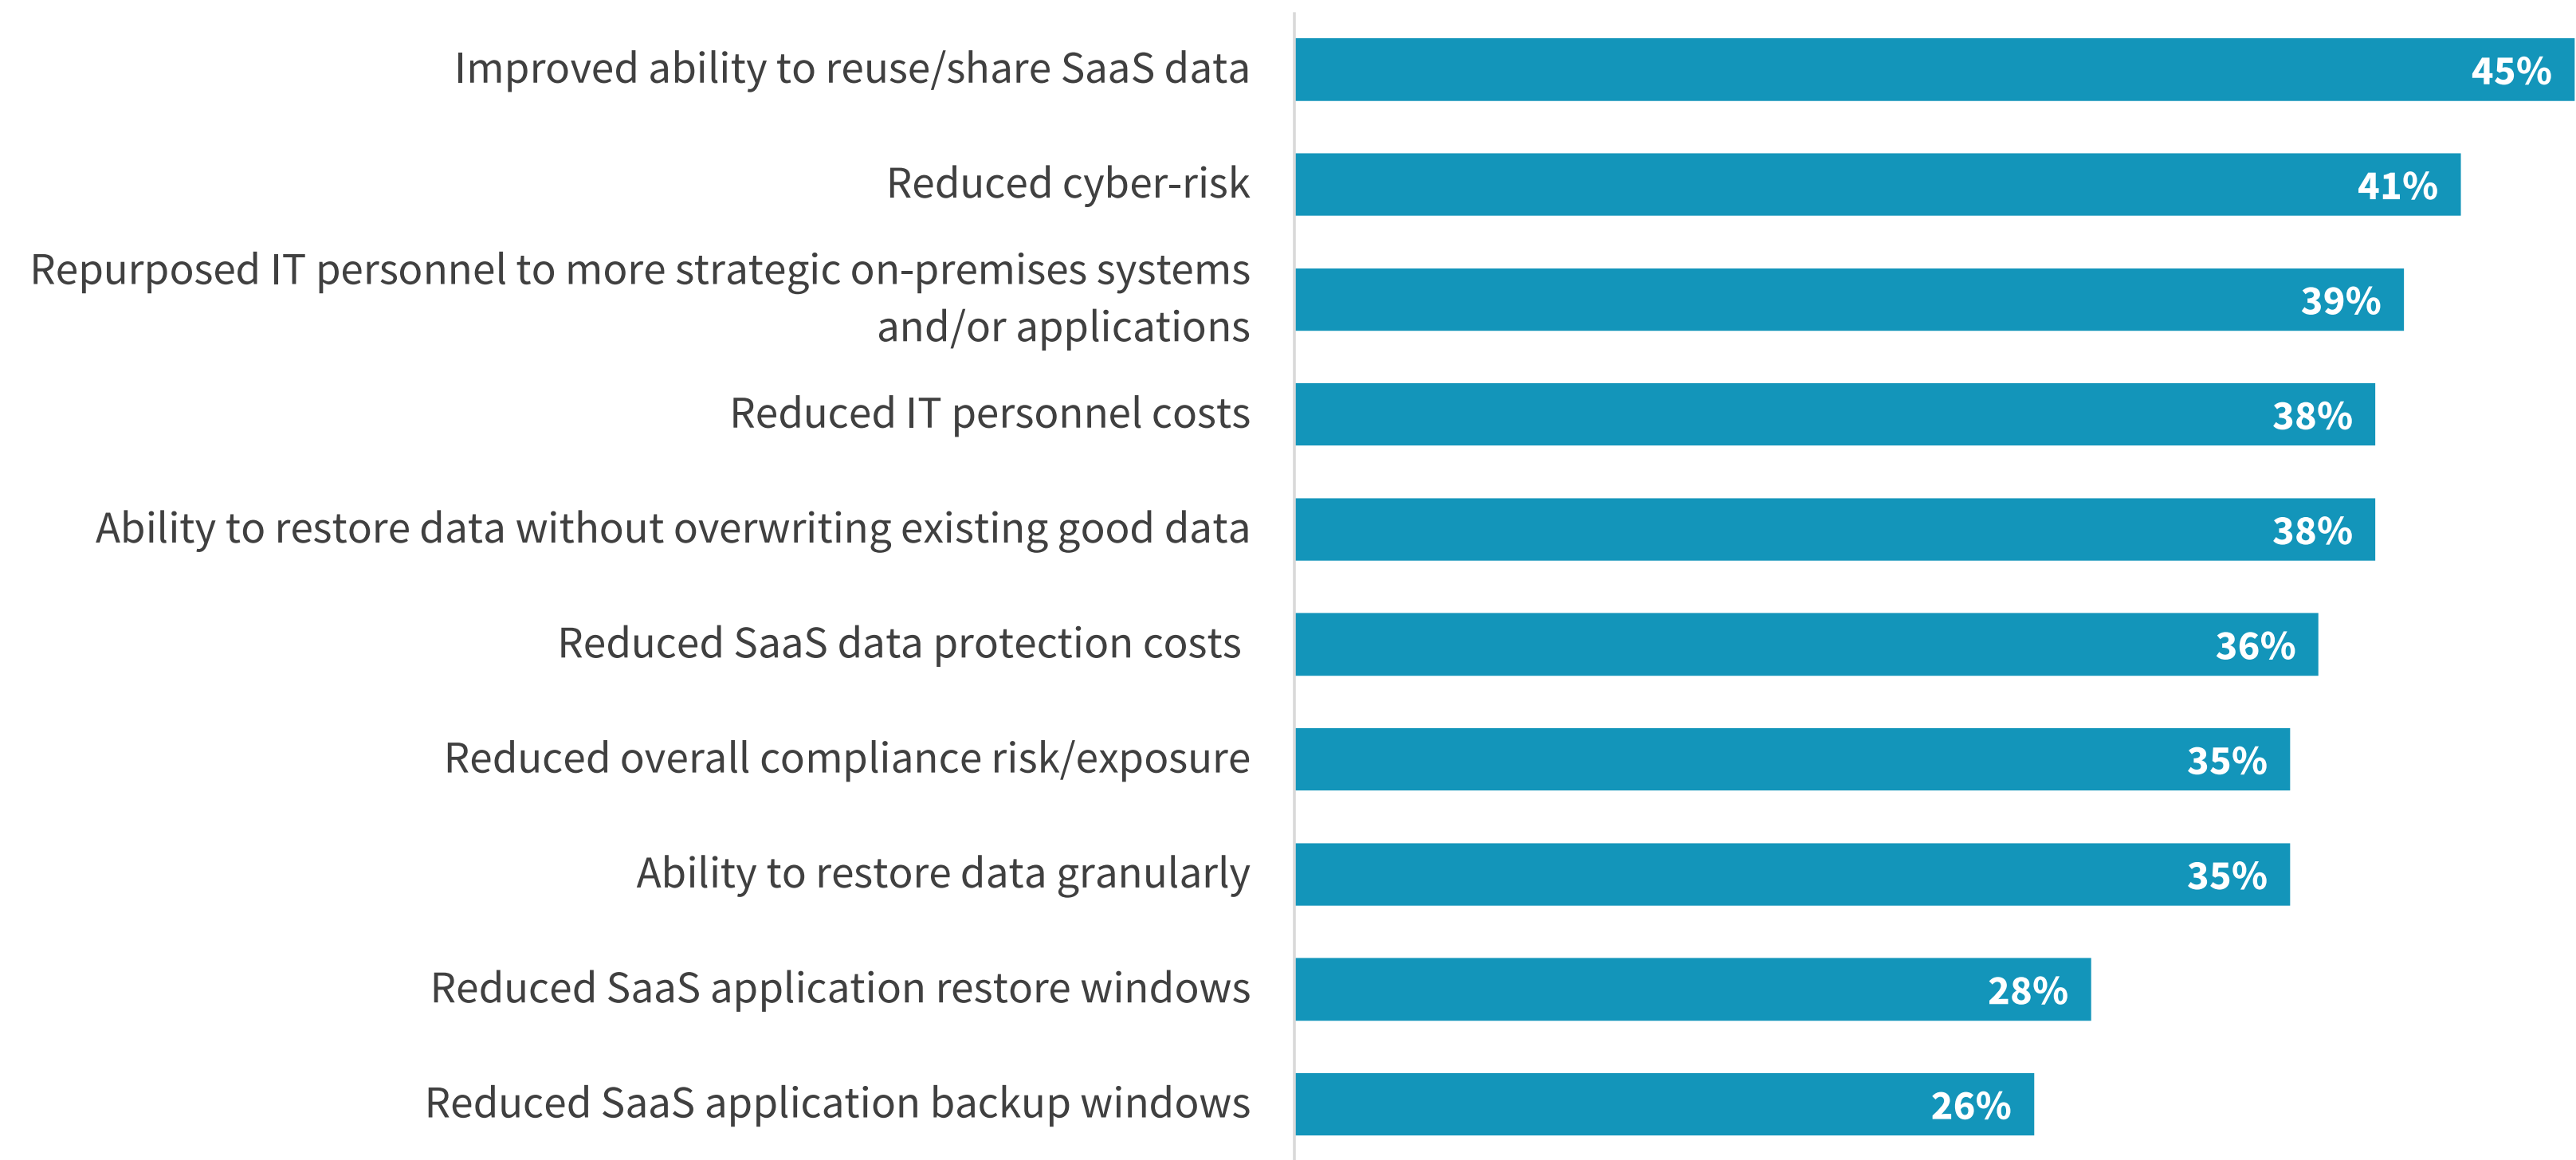 Improved ability to reuse/share SaaS data 45%
Reduced cyber-risk 41%
Repurposed IT personnel to more strategic on-premises systems
and/or applications 39%
Reduced IT personnel costs 38%
Ability to restore data without overwriting existing good data 38%
Reduced SaaS data protection costs 36%
Reduced overall compliance risk/exposure 35%
Ability to restore data granularly 35%
Reduced SaaS application restore windows 28%
Reduced SaaS application backup windows 26%